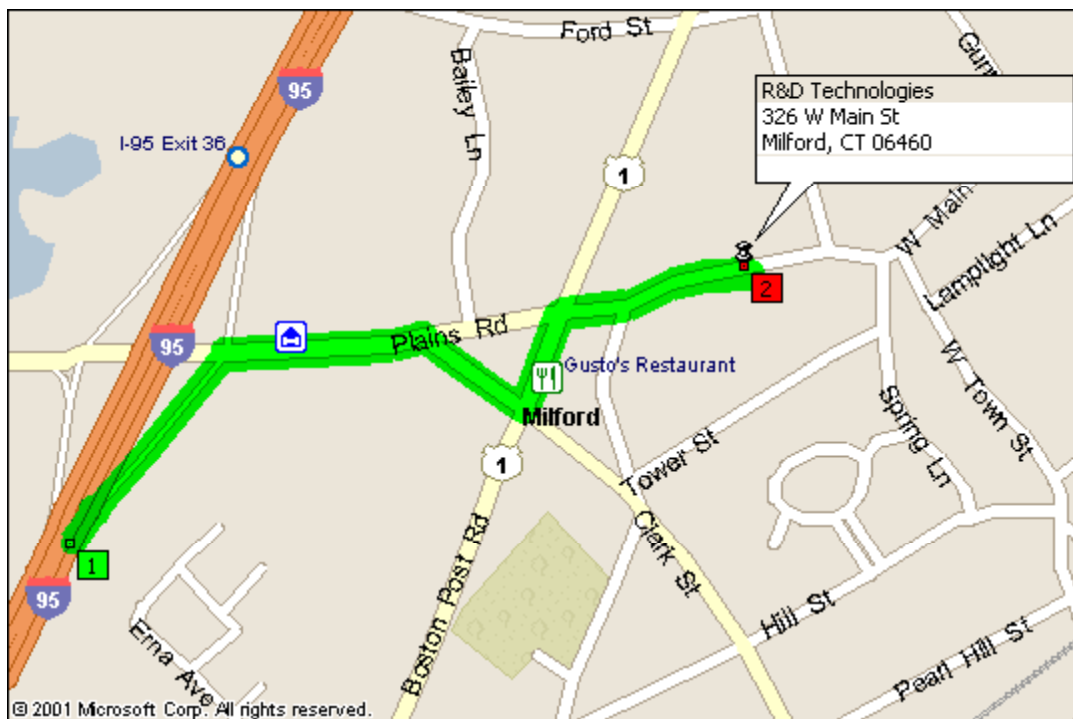 Ford St
Bailey Ln
95
I-95 Exit 36
1
R&D Technologies
326 W Main St
Milford, CT 06460
W Main
Lamplight Ln
2
95
Plains Rd
Gusto's Restaurant
Milford
W Town St
Spring Ln
1
Tower St
Clark St
1
95
Boston Post Rd
Erna Ave
Hill St
Pearl Hill St
© 2001 Microsoft Corp. All rights reserved.